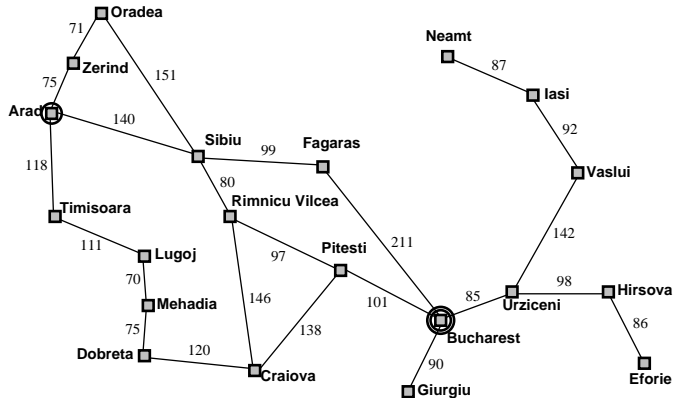 Oradea
71
Neamt
87
Zerind
75
151
Iasi
Arad
140
92
Sibiu
Fagaras
99
118
80
Vaslui
Timisoara
Rimnicu Vilcea
111
142
211
Lugoj
97
Pitesti
70
98
Hirsova
146
85
101
Urziceni
Mehadia
86
75
138
Bucharest
120
Dobreta
90
Craiova
Eforie
Giurgiu